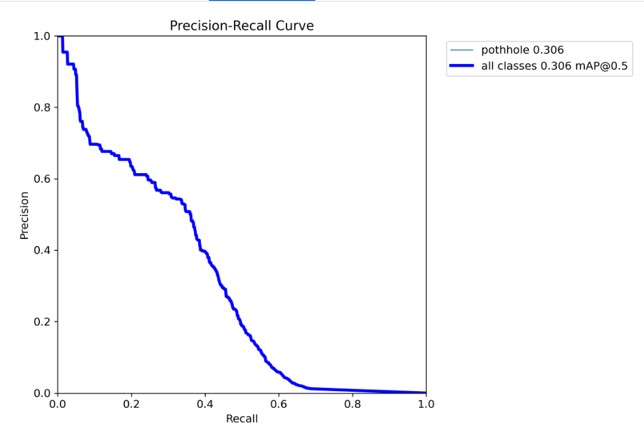 Precision-Recall Curve
pothhole 0.306
all classes 0.306 mAP@0.5
1.0
0.8
0.6
0.4
0.2
0.0
Precision
0.0 0.2 0.4 0.6 0.8 1.0
Recall